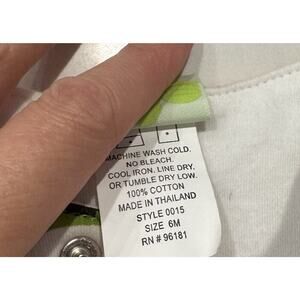 MACHINE WASH COLD.
NO BLEACH.
COOL IRON. LINE DRY.
OR TUMBLE DRY LOW.
100% COTTON
MADE IN THAILAND
STYLE 0015
SIZE 6M
RN # 96181